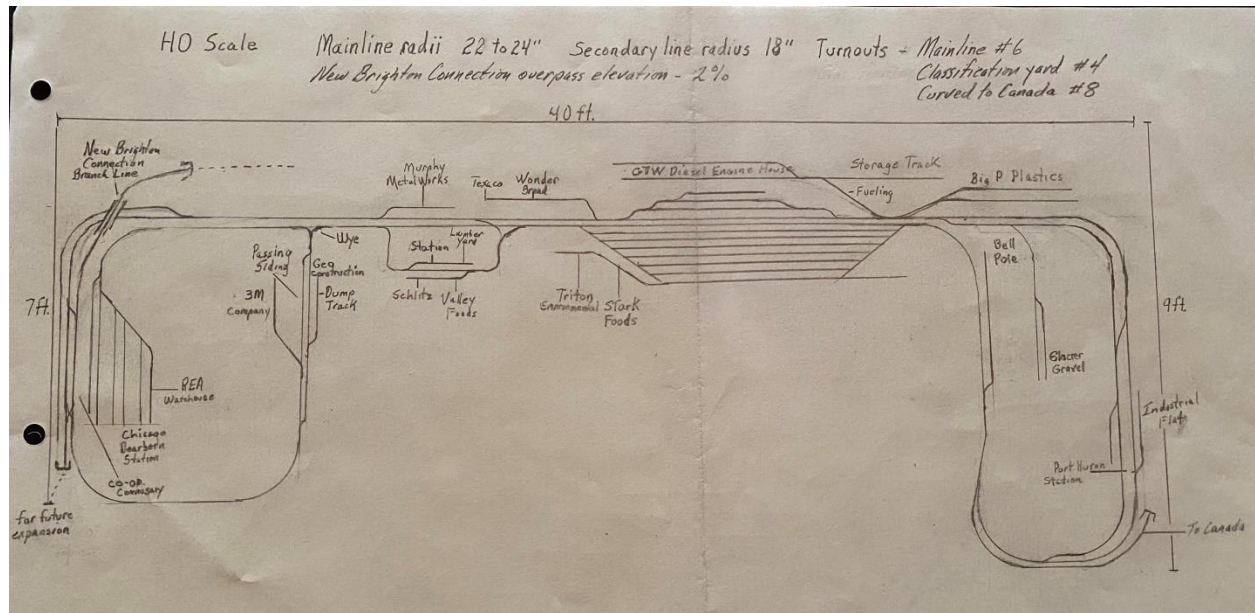 HO Scale Mainline radii 22 to 24" Secondary line radius 18" Turnouts - Mainline #6
New Brighton Connection overpass elevation - 2%
Classification yard #4
Curved to Canada #8
40 ft.
New Brighton
Connection
Branch Line
Murphy
Metal Works
Texaco
Wonder
Bread
GTW Diesel Engine House
Storage Track
-Fueling
Big P Plastics
Wye
Station
Lumber
Yard
Passing
Siding
Geo
Construction
-Dump
Track
3M
Company
Schlitz
Valley
Foods
Triton
Environmental
Stork
Foods
Bell
Pole
7 ft.
9 ft.
Glacier
Gravel
REA
Warehouse
Industrial
Flats
Chicago
Dearborn
Station
Port Huron
Station
CO-OP
Commissary
for future
expansion
To Canada